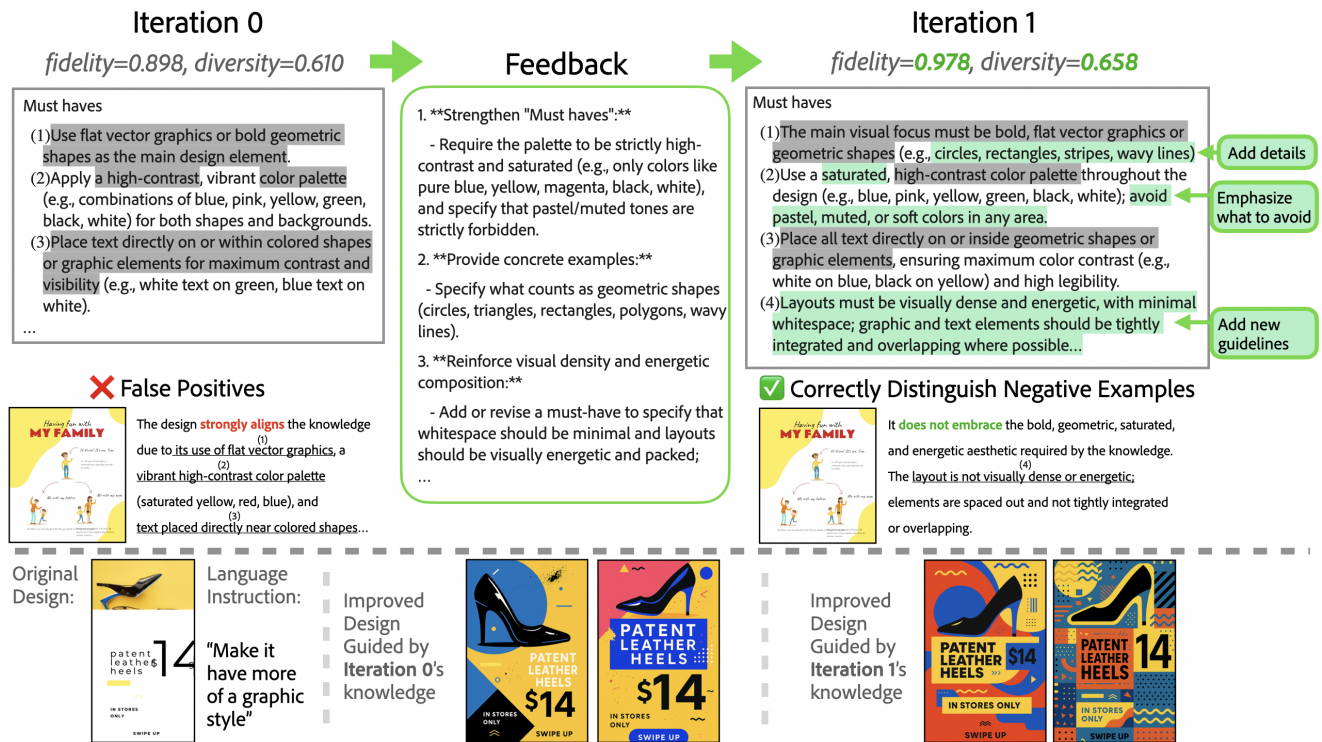 Iteration 0
fidelity=0.898, diversity=0.610
Must haves
(1)Use flat vector graphics or bold geometric
shapes as the main design element.
(2)Apply a high-contrast, vibrant color palette
(e.g., combinations of blue, pink, yellow, green,
black, white) for both shapes and backgrounds.
(3)Place text directly on or within colored shapes
or graphic elements for maximum contrast and
visibility (e.g., white text on green, blue text on
white).
...
Feedback
1. **Strengthen "Must haves":**
- Require the palette to be strictly high-
contrast and saturated (e.g., only colors like
pure blue, yellow, magenta, black, white),
and specify that pastel/muted tones are
strictly forbidden.
2. **Provide concrete examples:**
- Specify what counts as geometric shapes
(circles, triangles, rectangles, polygons, wavy
lines).
3. **Reinforce visual density and energetic
composition:**
- Add or revise a must-have to specify that
whitespace should be minimal and layouts
should be visually energetic and packed;
...
Iteration 1
fidelity=0.978, diversity=0.658
Must haves
(1)The main visual focus must be bold, flat vector graphics or
geometric shapes (e.g., circles, rectangles, stripes, wavy lines)
(2)Use a saturated, high-contrast color palette throughout the
design (e.g., blue, pink, yellow, green, black, white); avoid
pastel, muted, or soft colors in any area.
(3)Place all text directly on or inside geometric shapes or
graphic elements, ensuring maximum color contrast (e.g.,
white on blue, black on yellow) and high legibility.
(4)Layouts must be visually dense and energetic, with minimal
whitespace; graphic and text elements should be tightly
integrated and overlapping where possible...
Add details
Emphasize
what to avoid
Add new
guidelines
False Positives
Having fun with
MY FAMILY
The design strongly aligns the knowledge
(1)
due to its use of flat vector graphics, a
(2)
vibrant high-contrast color palette
(saturated yellow, red, blue), and
(3)
text placed directly near colored shapes...
Correctly Distinguish Negative Examples
Having fun with
MY FAMILY
It does not embrace the bold, geometric, saturated,
and energetic aesthetic required by the knowledge.
(4)
The layout is not visually dense or energetic;
elements are spaced out and not tightly integrated
or overlapping.
Original
Design:
patent
leather
heels
$14
IN STORES
ONLY
SWIPE UP
Language
Instruction:
“Make it
have more
of a graphic
style”
Improved
Design
Guided by
Iteration 0's
knowledge
PATENT
LEATHER
HEELS
$14
IN STORES
ONLY
SWIPE UP
PATENT
LEATHER
HEELS
$14
IN STORES
ONLY
SWIPE UP
Improved
Design
Guided by
Iteration 1's
knowledge
PATENT
LEATHER
HEELS
$14
IN STORES ONLY
SWIPE UP
PATENT
LEATHER
HEELS
14
IN STORES
ONLY
SWIPE UP